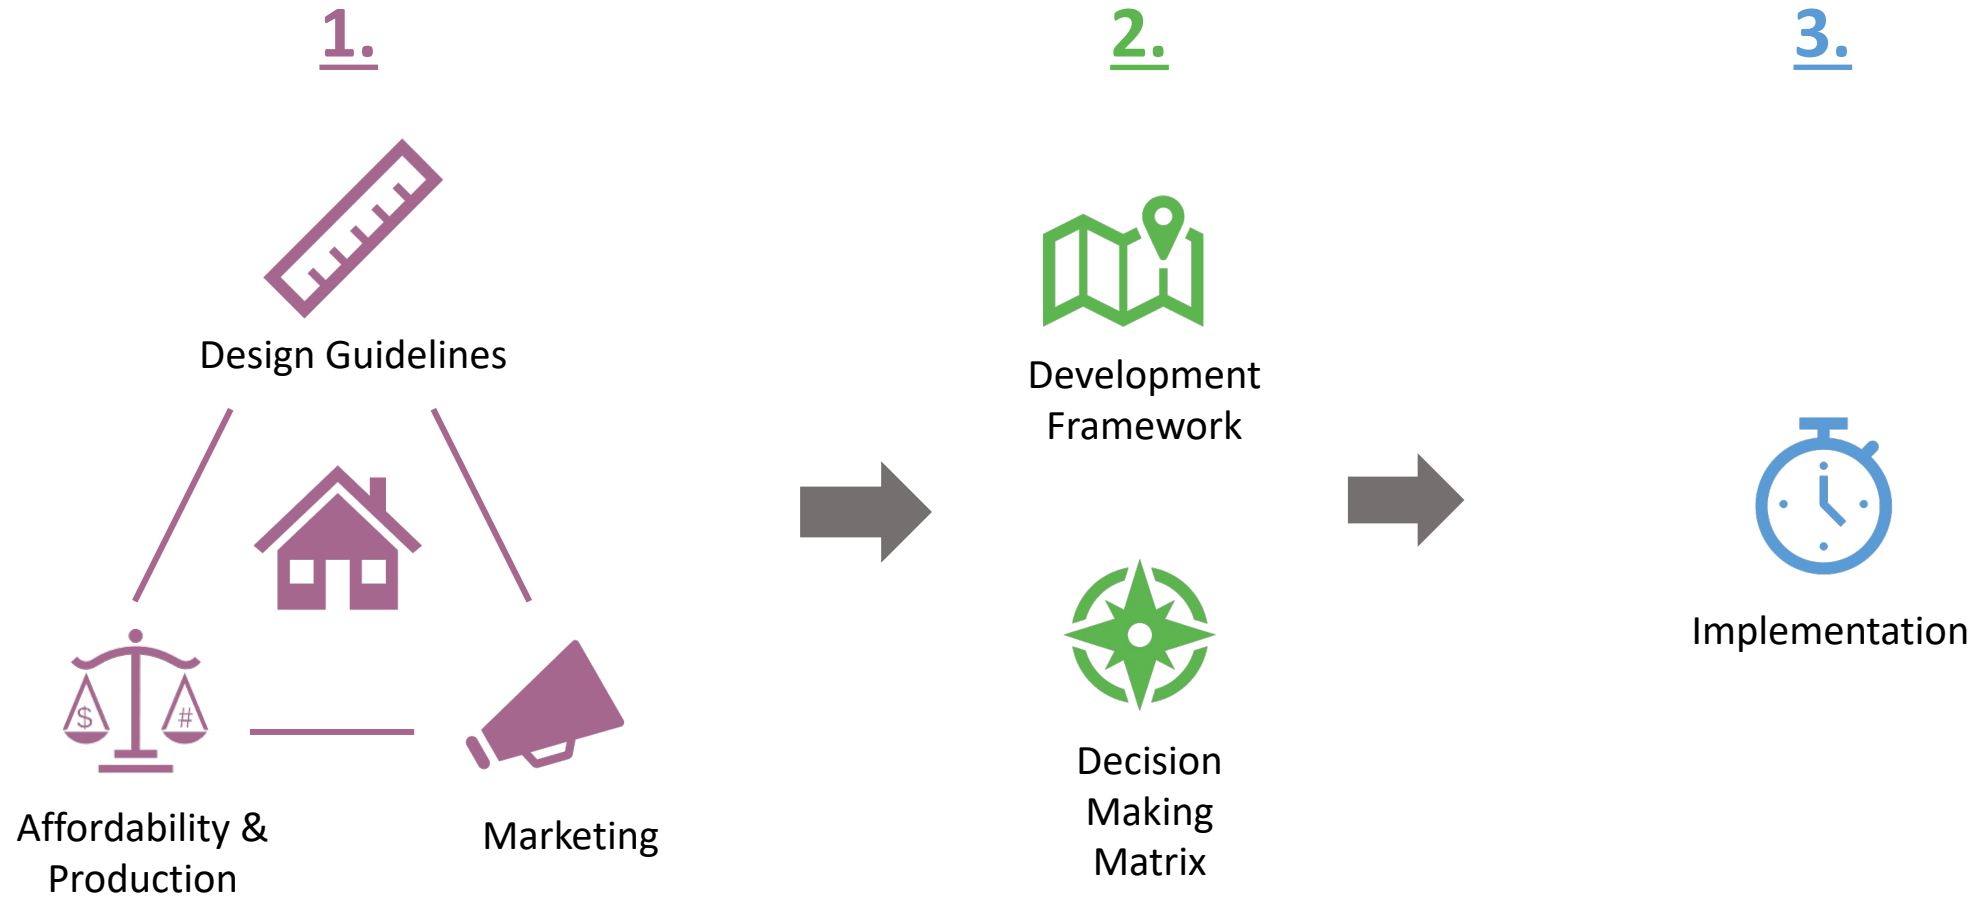 1.
Design Guidelines
$
#
Affordability &
Production
Marketing
2.
Development
Framework
Decision
Making
Matrix
3.
Implementation